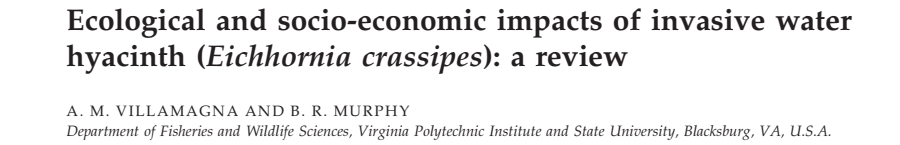 Ecological and socio-economic impacts of invasive water
hyacinth (Eichhornia crassipes): a review
A. M. VILLAMAGNA AND B. R. MURPHY
Department of Fisheries and Wildlife Sciences, Virginia Polytechnic Institute and State University, Blacksburg, VA, U.S.A.